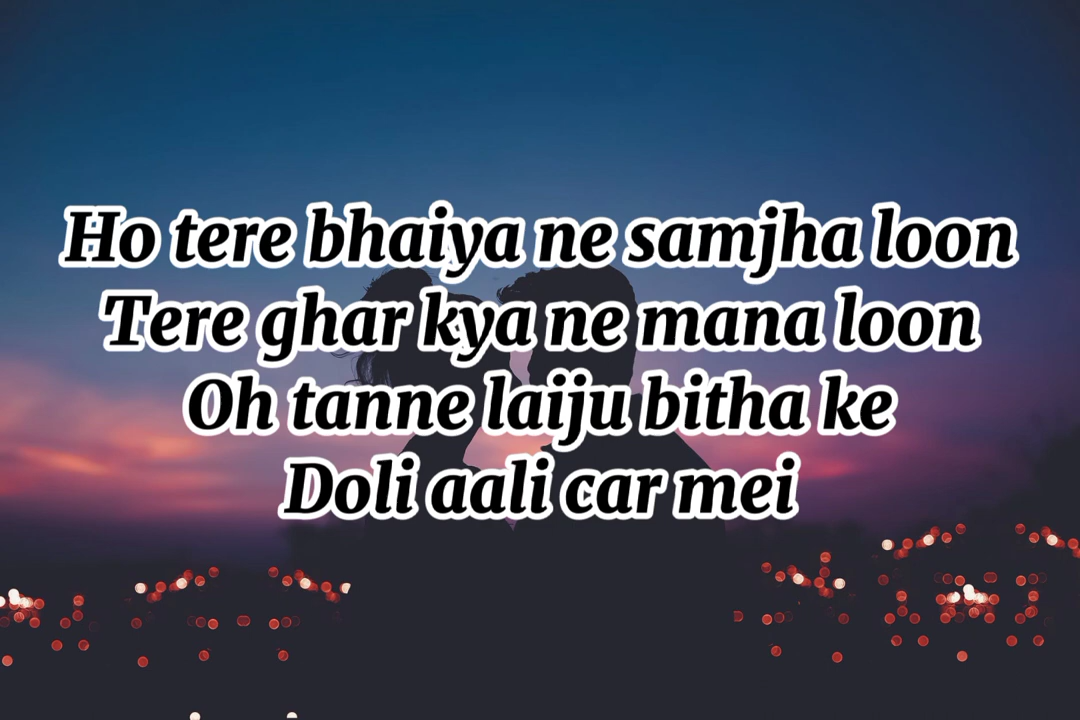 Ho tere bhaiya ne samjha loon
Tere ghar kya ne mana loon
Oh tanne laiju bitha ke
Doli aali car mei